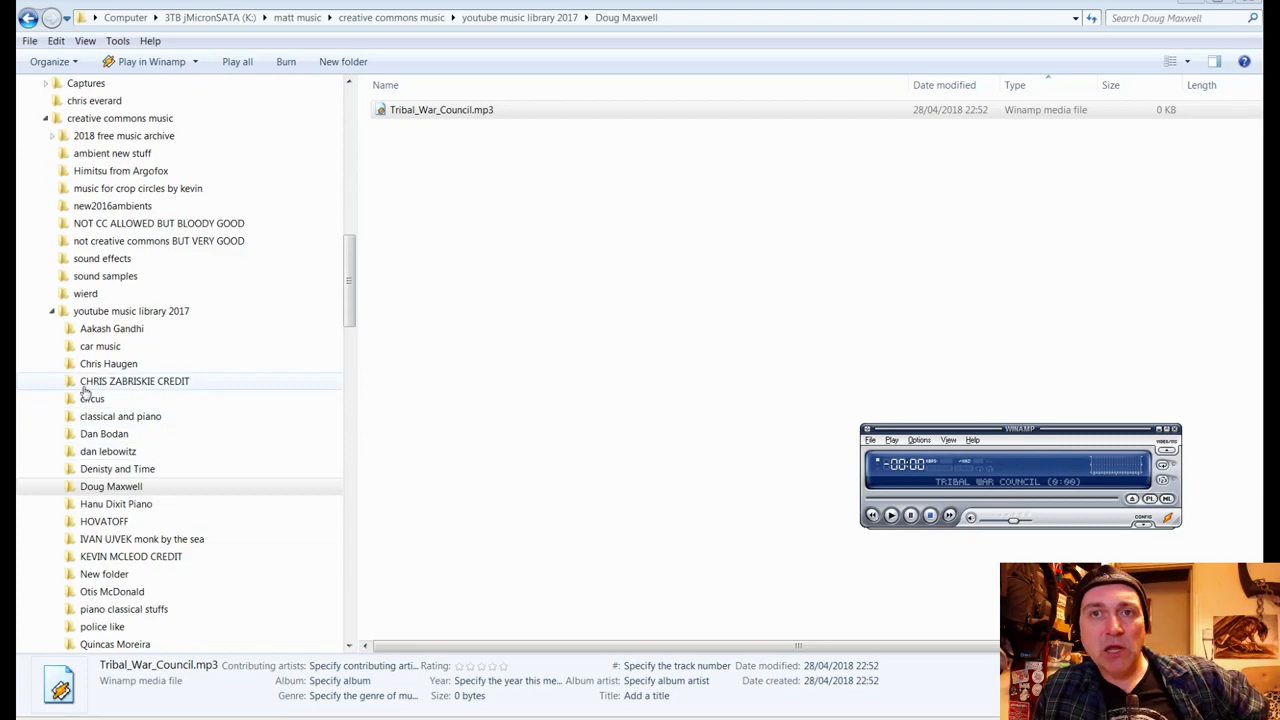 Computer ▸ 3TB jMicronSATA (K:) ▸ matt music ▸ creative commons music ▸ youtube music library 2017 ▸ Doug Maxwell
Search Doug Maxwell
File Edit View Tools Help
Organize Play in Winamp Play all Burn New folder
Name Date modified Type Size Length
Captures
chris everard
creative commons music
2018 free music archive
ambient new stuff
Himitsu from Argofox
music for crop circles by kevin
new2016ambients
NOT CC ALLOWED BUT BLOODY GOOD
not creative commons BUT VERY GOOD
sound effects
sound samples
wierd
youtube music library 2017
Aakash Gandhi
car music
Chris Haugen
CHRIS ZABRISKIE CREDIT
circus
classical and piano
Dan Bodan
dan lebowitz
Denisty and Time
Doug Maxwell
Hanu Dixit Piano
HOVATOFF
IVAN UJVEK monk by the sea
KEVIN MCLEOD CREDIT
New folder
Otis McDonald
piano classical stuffs
police like
Quincas Moreira
Tribal_War_Council.mp3 28/04/2018 22:52 Winamp media file 0 KB
WINAMP
File Play Options View Help
-00:00
TRIBAL WAR COUNCIL (0:00)
PL ML
CONFIG
Tribal_War_Council.mp3 Contributing artists: Specify contributing arti... Rating: #: Specify the track number Date modified: 28/04/2018 22:52
Winamp media file Album: Specify album Year: Specify the year this me... Album artist: Specify album artist Date created: 28/04/2018 22:52
Genre: Specify the genre of mu... Size: 0 bytes Title: Add a title